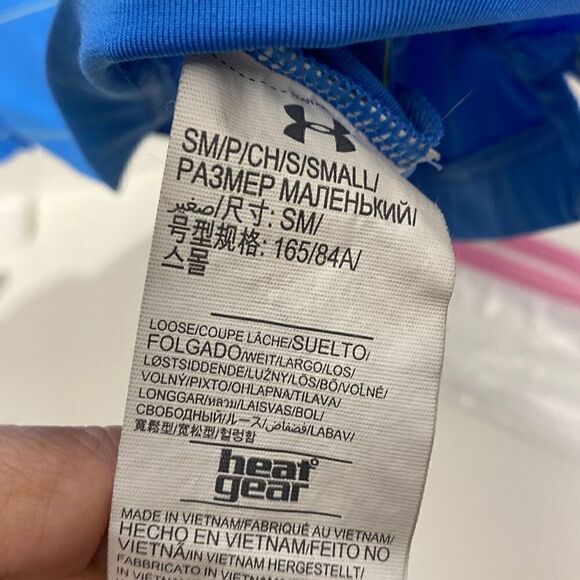 SM/P/CH/S/SMALL/
РАЗМЕР МАЛЕНЬКИЙ/
صغير/尺寸: SM/
号型规格: 165/84A/
스몰
LOOSE/COUPE LÂCHE/SUELTO/
FOLGADO/WEIT/LARGO/LOS/
LØSTSIDDENDE/LUŹNY/LÖS/BŐ/VOLNÉ/
VOLNÝ/PIXTO/OHLAPNA/TILAVA/
LONGGAR/หลวม/LAISVAS/BOL/
СВОБОДНЫЙ/ルース/فضفاض/LABAV/
寬鬆型/宽松型/헐렁함
heat
gear
MADE IN VIETNAM/FABRIQUÉ AU VIETNAM/
HECHO EN VIETNAM/FEITO NO
VIETNÃ/IN VIETNAM HERGESTELLT/